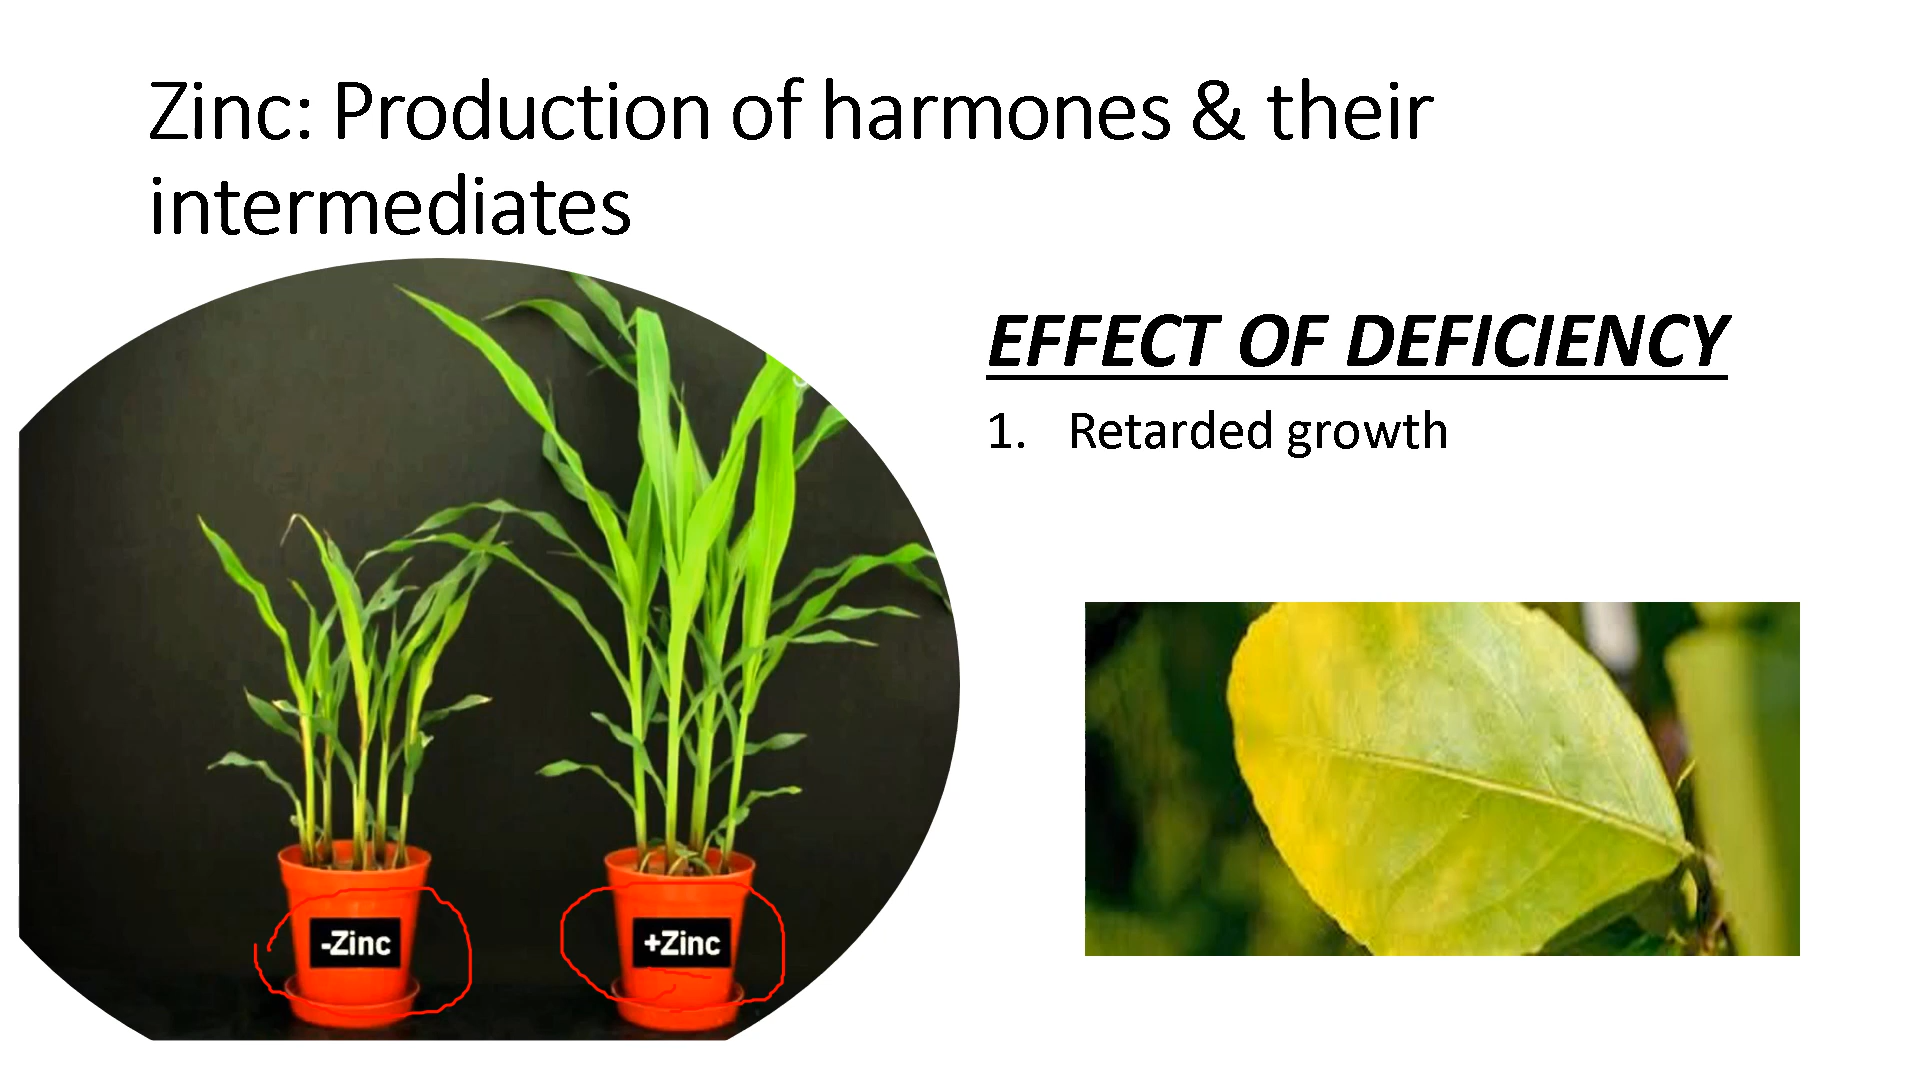 Zinc: Production of harmones & their
intermediates
EFFECT OF DEFICIENCY
1. Retarded growth
-Zinc
+Zinc